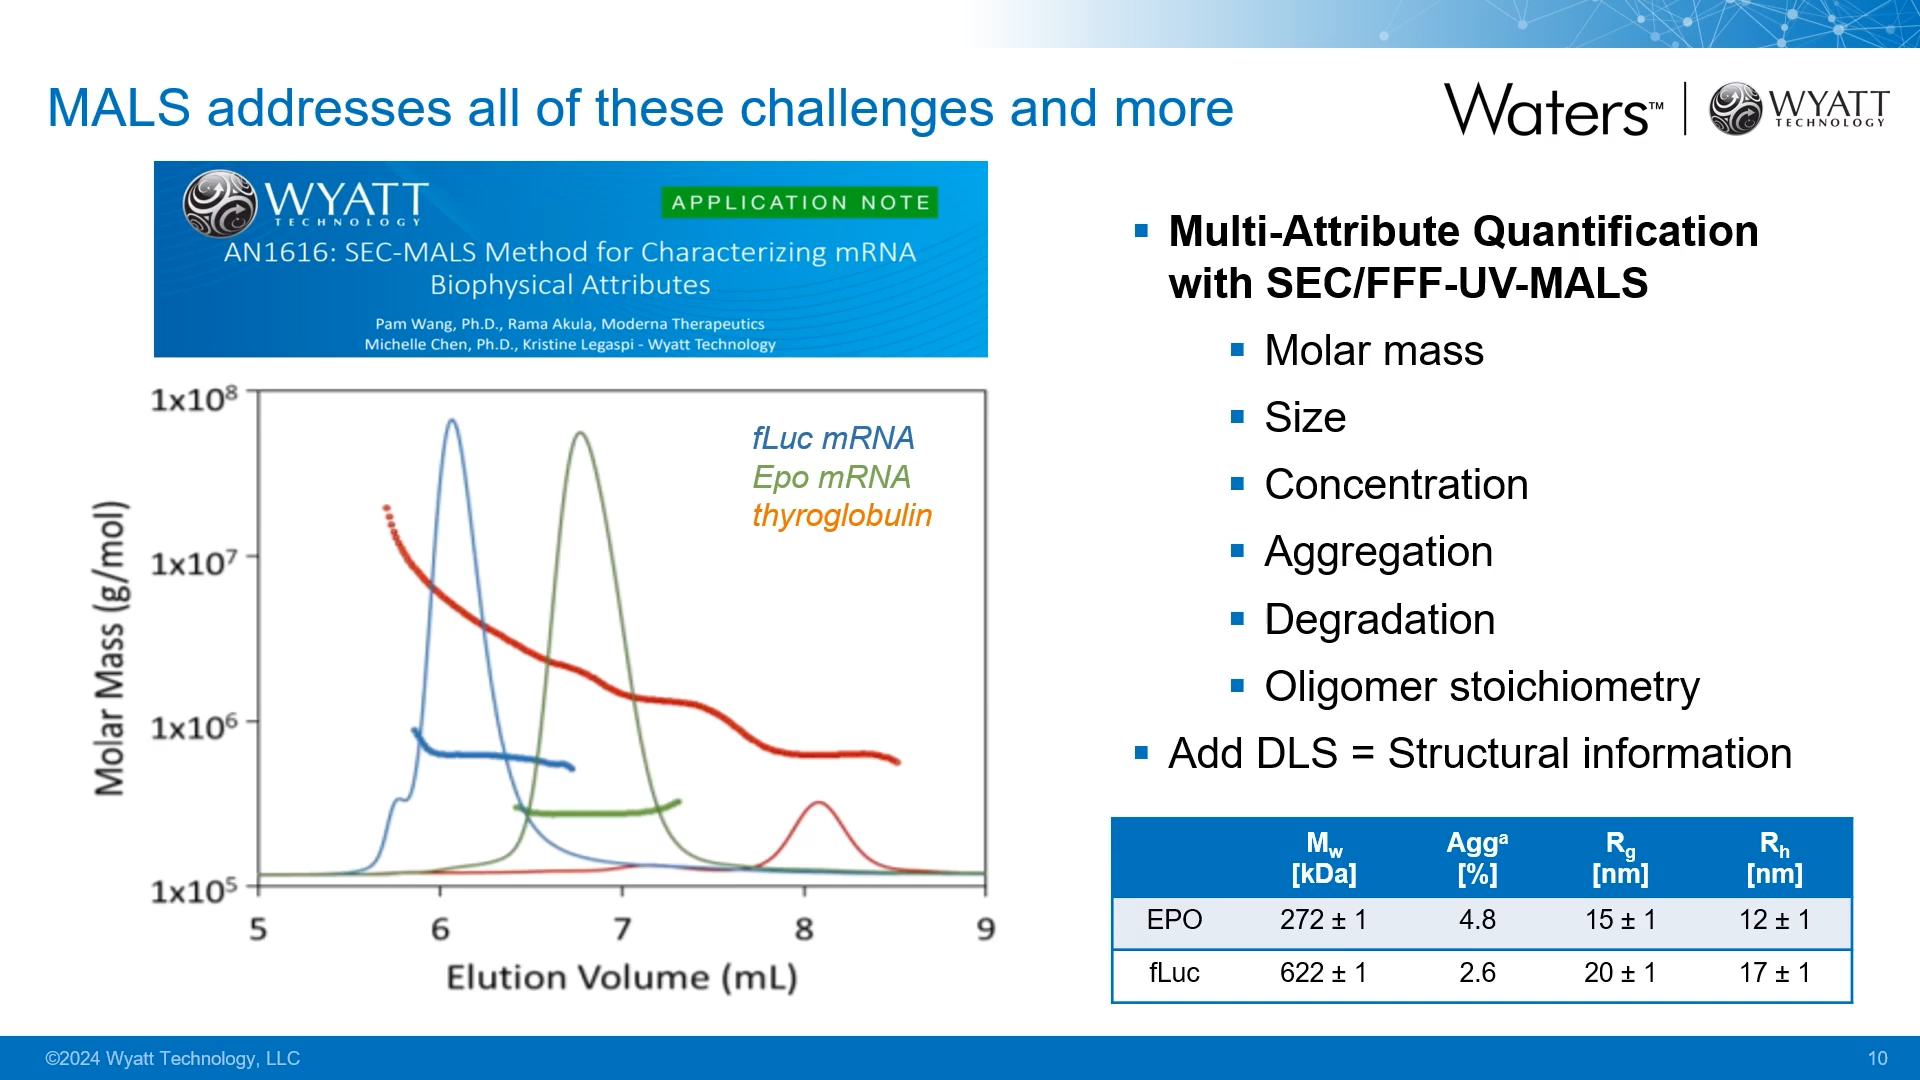 MALS addresses all of these challenges and more
Waters™ | WYATT
TECHNOLOGY
WYATT
TECHNOLOGY
APPLICATION NOTE
AN1616: SEC-MALS Method for Characterizing mRNA
Biophysical Attributes
Pam Wang, Ph.D., Rama Akula, Moderna Therapeutics
Michelle Chen, Ph.D., Kristine Legaspi - Wyatt Technology
Molar Mass (g/mol)
1x10⁸
1x10⁷
1x10⁶
1x10⁵
fLuc mRNA
Epo mRNA
thyroglobulin
5 6 7 8 9
Elution Volume (mL)
▪ Multi-Attribute Quantification
with SEC/FFF-UV-MALS
▪ Molar mass
▪ Size
▪ Concentration
▪ Aggregation
▪ Degradation
▪ Oligomer stoichiometry
▪ Add DLS = Structural information
Mw Aggᵃ Rg Rh
[kDa] [%] [nm] [nm]
EPO 272 ± 1 4.8 15 ± 1 12 ± 1
fLuc 622 ± 1 2.6 20 ± 1 17 ± 1
©2024 Wyatt Technology, LLC
10